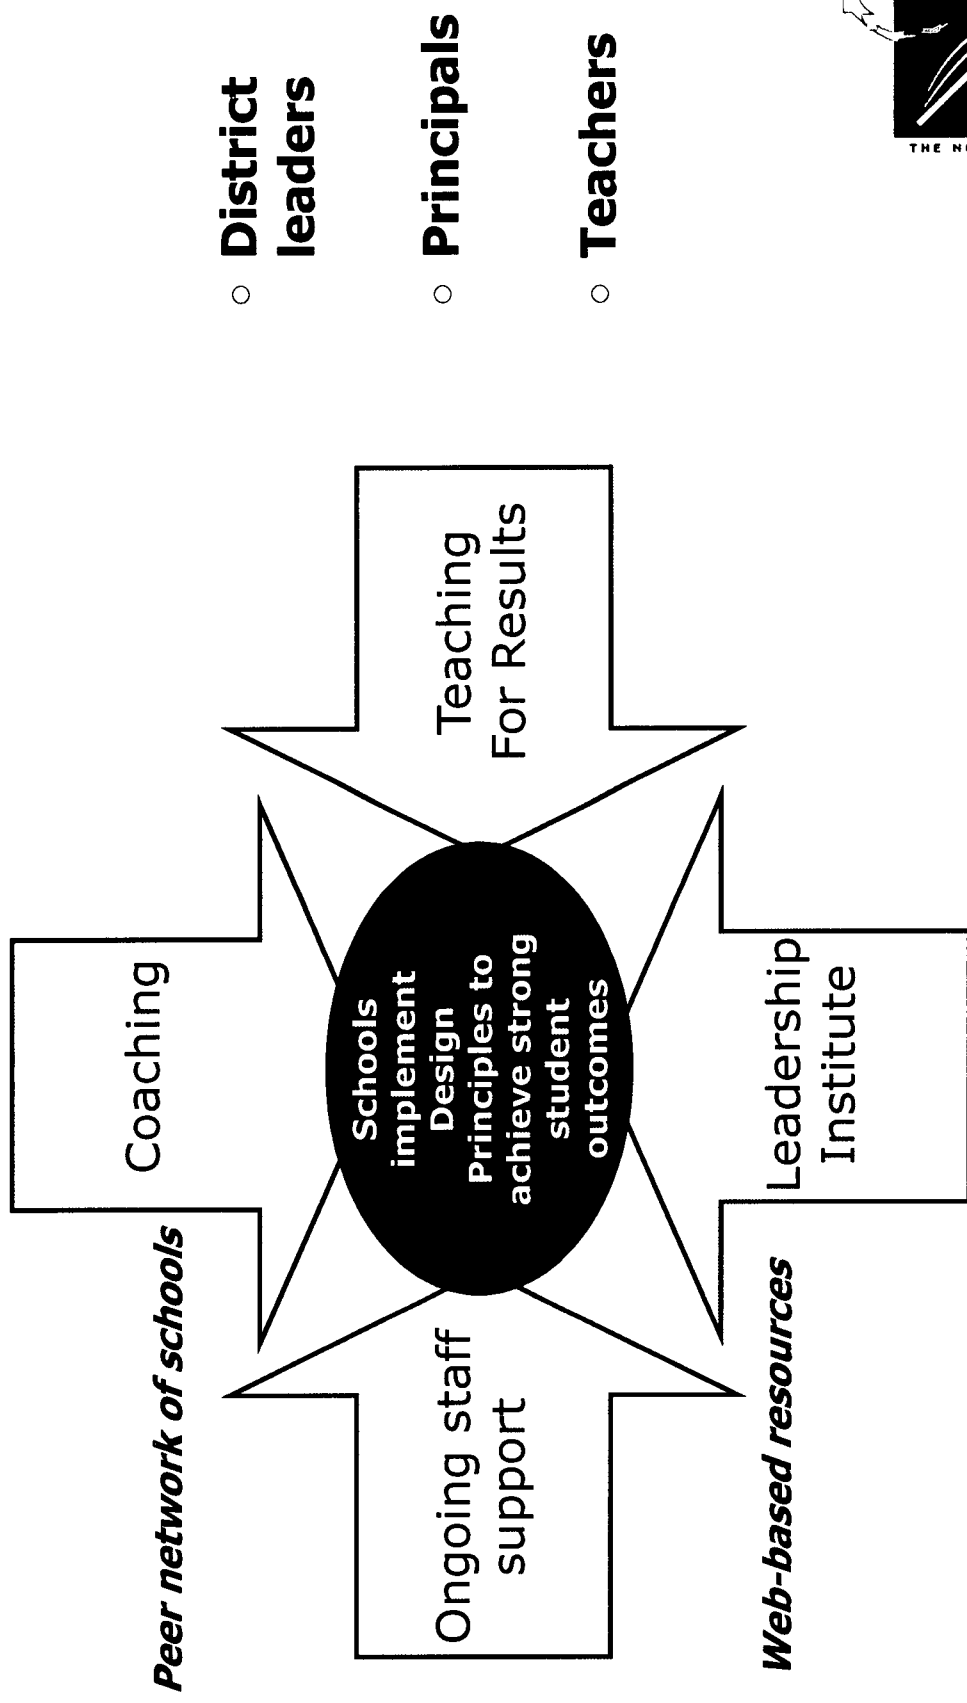 Peer network of schools
Coaching
Ongoing staff
support
Schools
implement
Design
Principles to
achieve strong
student
outcomes
Teaching
For Results
Web-based resources
Leadership
Institute
○ District
leaders
○ Principals
○ Teachers
THE